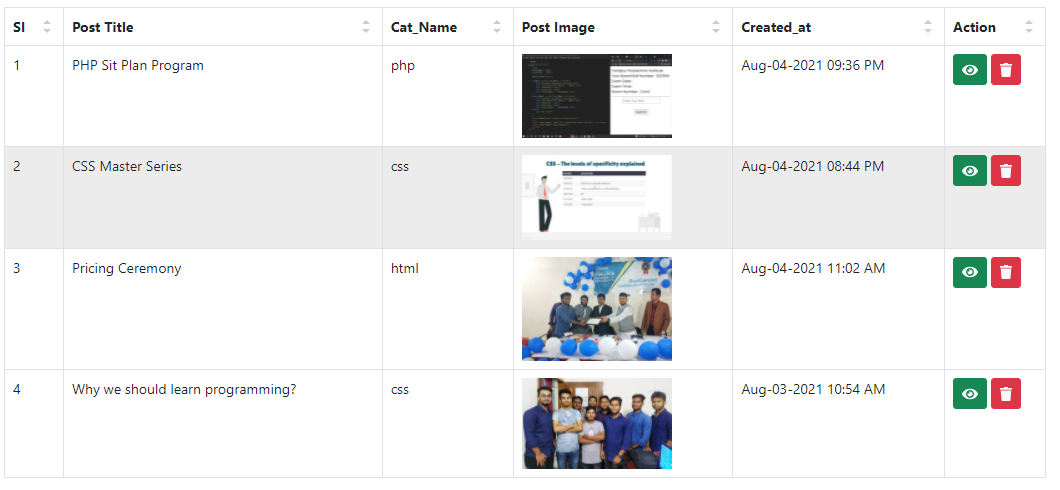 Sl Post Title Cat_Name Post Image Created_at Action
1 PHP Sit Plan Program php Aug-04-2021 09:36 PM
2 CSS Master Series css Aug-04-2021 08:44 PM
CSS - The levels of specificity explained
3 Pricing Ceremony html Aug-04-2021 11:02 AM
4 Why we should learn programming? css Aug-03-2021 10:54 AM